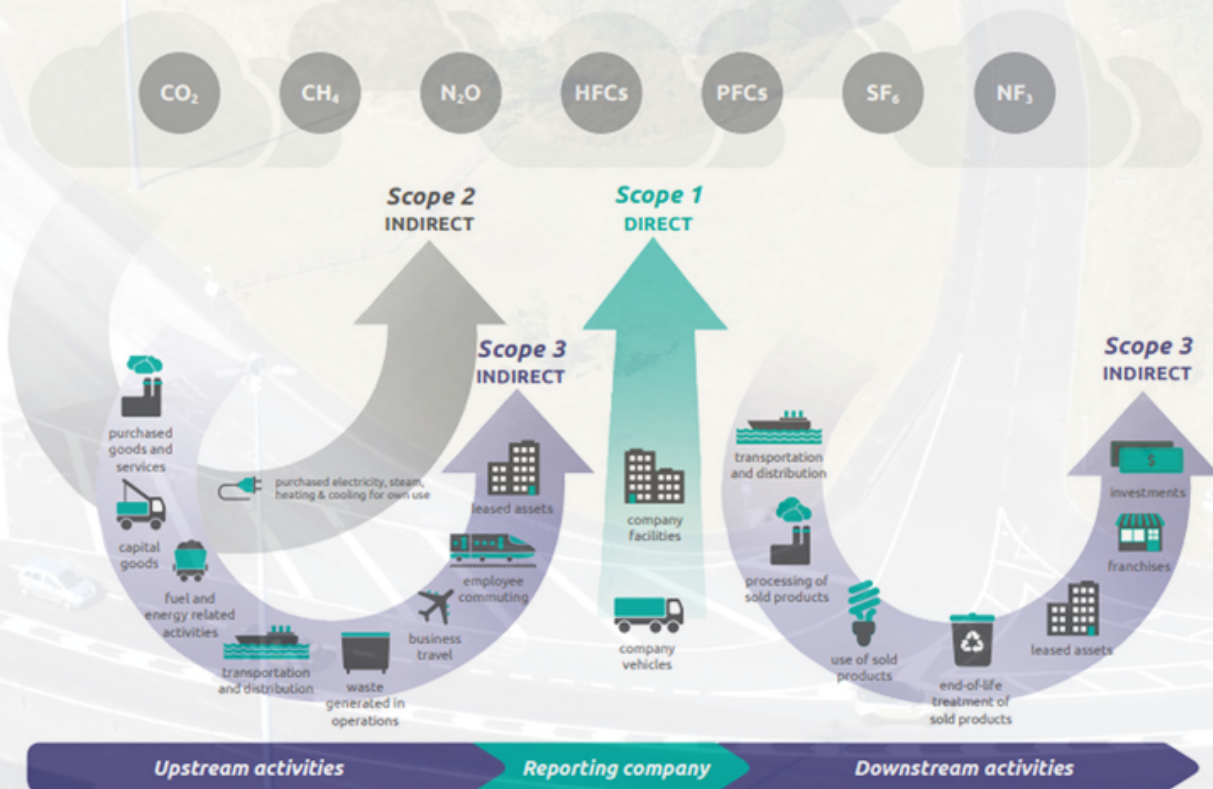 CO₂
CH₄
N₂O
HFCs
PFCs
SF₆
NF₃
Scope 2
INDIRECT
Scope 1
DIRECT
Scope 3
INDIRECT
Scope 3
INDIRECT
purchased
goods and
services
capital
goods
fuel and
energy related
activities
purchased electricity, steam,
heating & cooling for own use
transportation
and distribution
waste
generated in
operations
business
travel
employee
commuting
leased assets
company
facilities
company
vehicles
transportation
and distribution
processing of
sold products
use of sold
products
end-of-life
treatment of
sold products
leased assets
franchises
$
investments
Upstream activities
Reporting company
Downstream activities